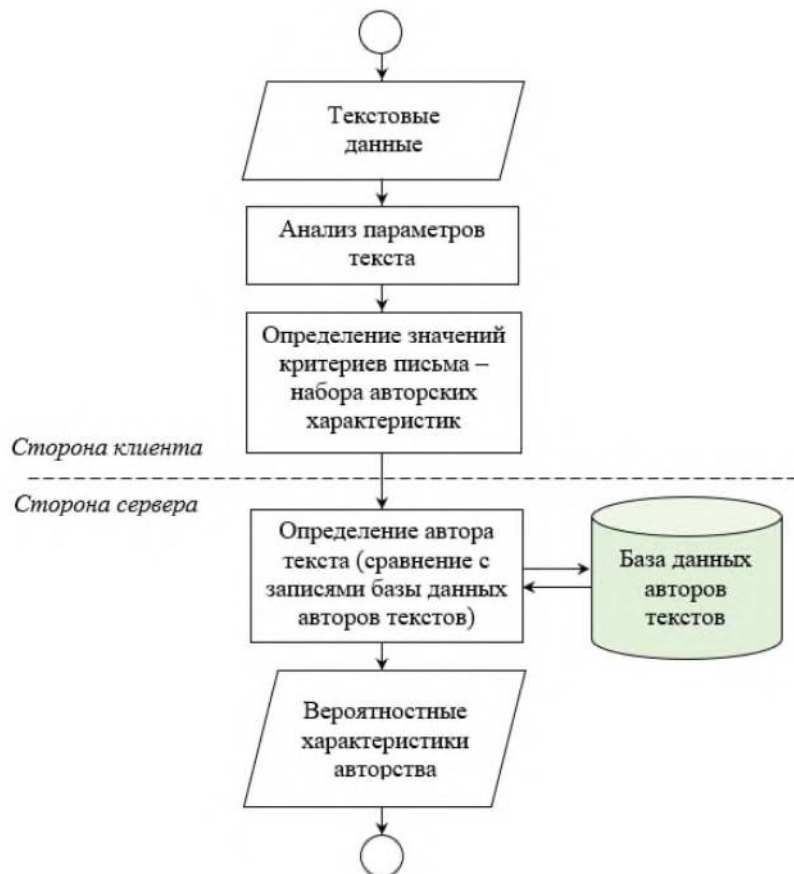 Текстовые
данные
Анализ параметров
текста
Определение значений
критериев письма –
набора авторских
характеристик
Сторона клиента
Сторона сервера
Определение автора
текста (сравнение с
записями базы данных
авторов текстов)
База данных
авторов
текстов
Вероятностные
характеристики
авторства